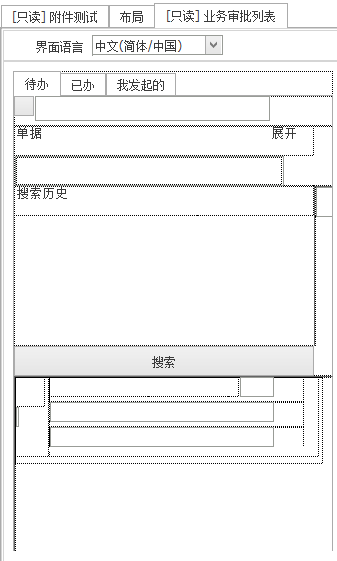 [只读] 附件测试 布局 [只读] 业务审批列表
界面语言 中文(简体/中国)
待办 已办 我发起的
单据 展开
搜索历史
搜索